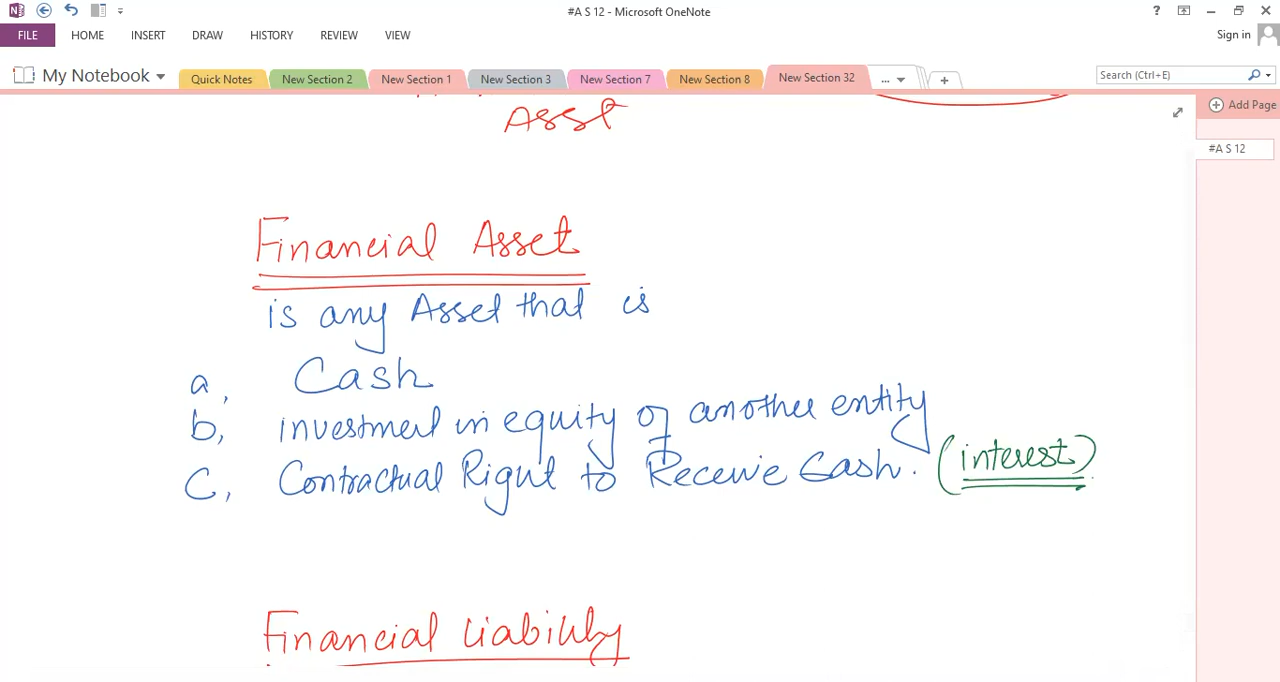 #A S 12 - Microsoft OneNote
?
FILE HOME INSERT DRAW HISTORY REVIEW VIEW
Sign in
My Notebook
Quick Notes New Section 2 New Section 1 New Section 3 New Section 7 New Section 8 New Section 32 ... +
Search (Ctrl+E)
Add Page
#A S 12
Asset
Financial Asset
is any Asset that is
a, Cash
b, investment in equity of another entity
C, Contractual Right to Receive Cash. (interest)
Financial liability